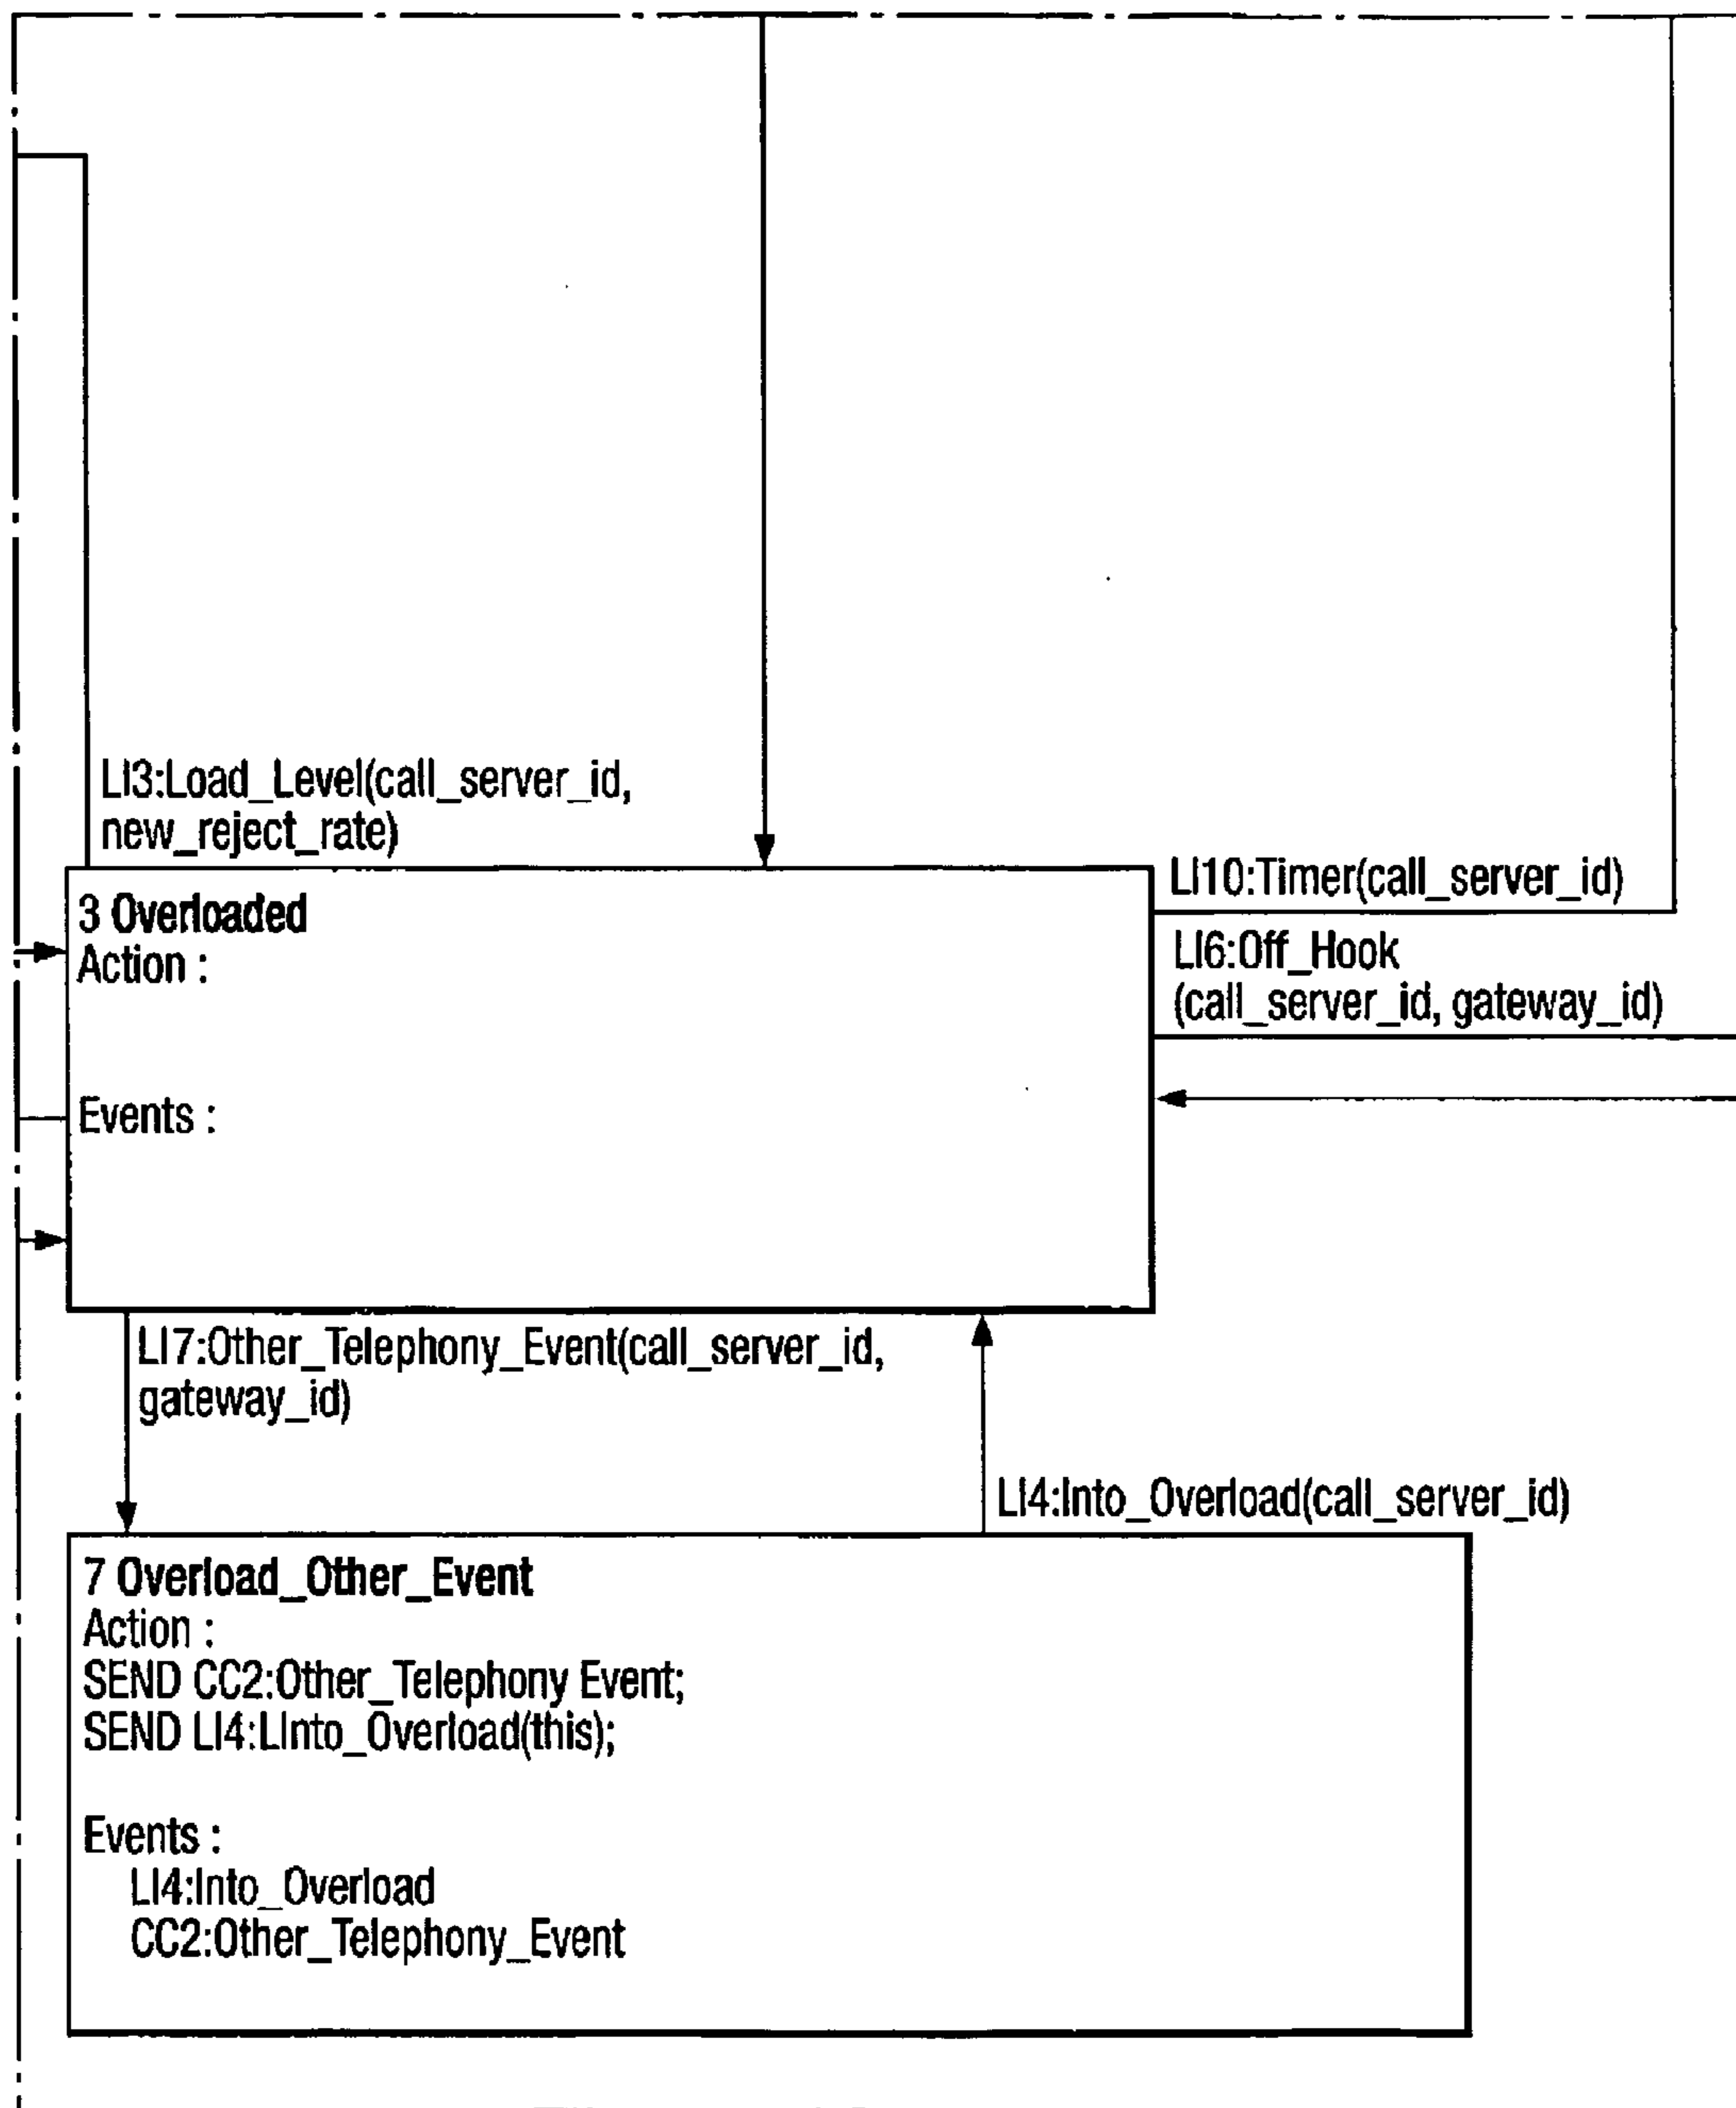 LI3:Load_Level(call_server_id,
new_reject_rate)
3 Overloaded
Action :
Events :
LI10:Timer(call_server_id)
LI6:Off_Hook
(call_server_id, gateway_id)
LI7:Other_Telephony_Event(call_server_id,
gateway_id)
LI4:Into_Overload(call_server_id)
7 Overload_Other_Event
Action :
SEND CC2:Other_Telephony Event;
SEND LI4:LInto_Overload(this);
Events :
LI4:Into_Overload
CC2:Other_Telephony_Event